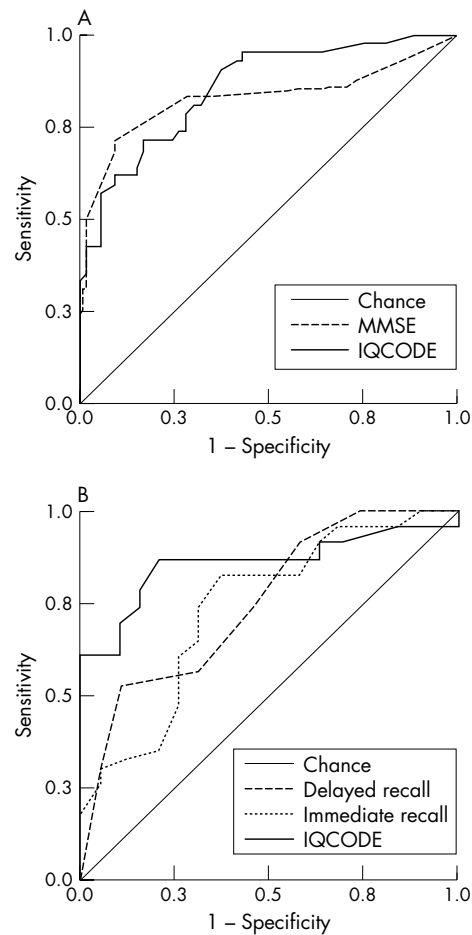 A
1.0
0.8
0.5
0.3
0.0
Sensitivity
Chance
MMSE
IQCODE
0.0 0.3 0.5 0.8 1.0
1 – Specificity
B
1.0
0.8
0.5
0.3
0.0
Sensitivity
Chance
Delayed recall
Immediate recall
IQCODE
0.0 0.3 0.5 0.8 1.0
1 – Specificity